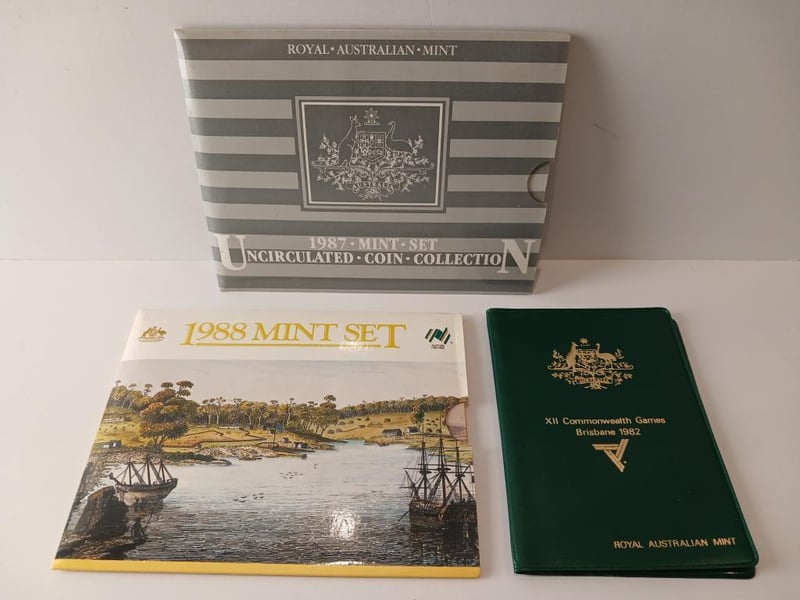 ROYAL·AUSTRALIAN·MINT
AUSTRALIA
1987·MINT·SET
UNCIRCULATED·COIN·COLLECTION
1988 MINT SET
XII Commonwealth Games
Brisbane 1982
ROYAL AUSTRALIAN MINT